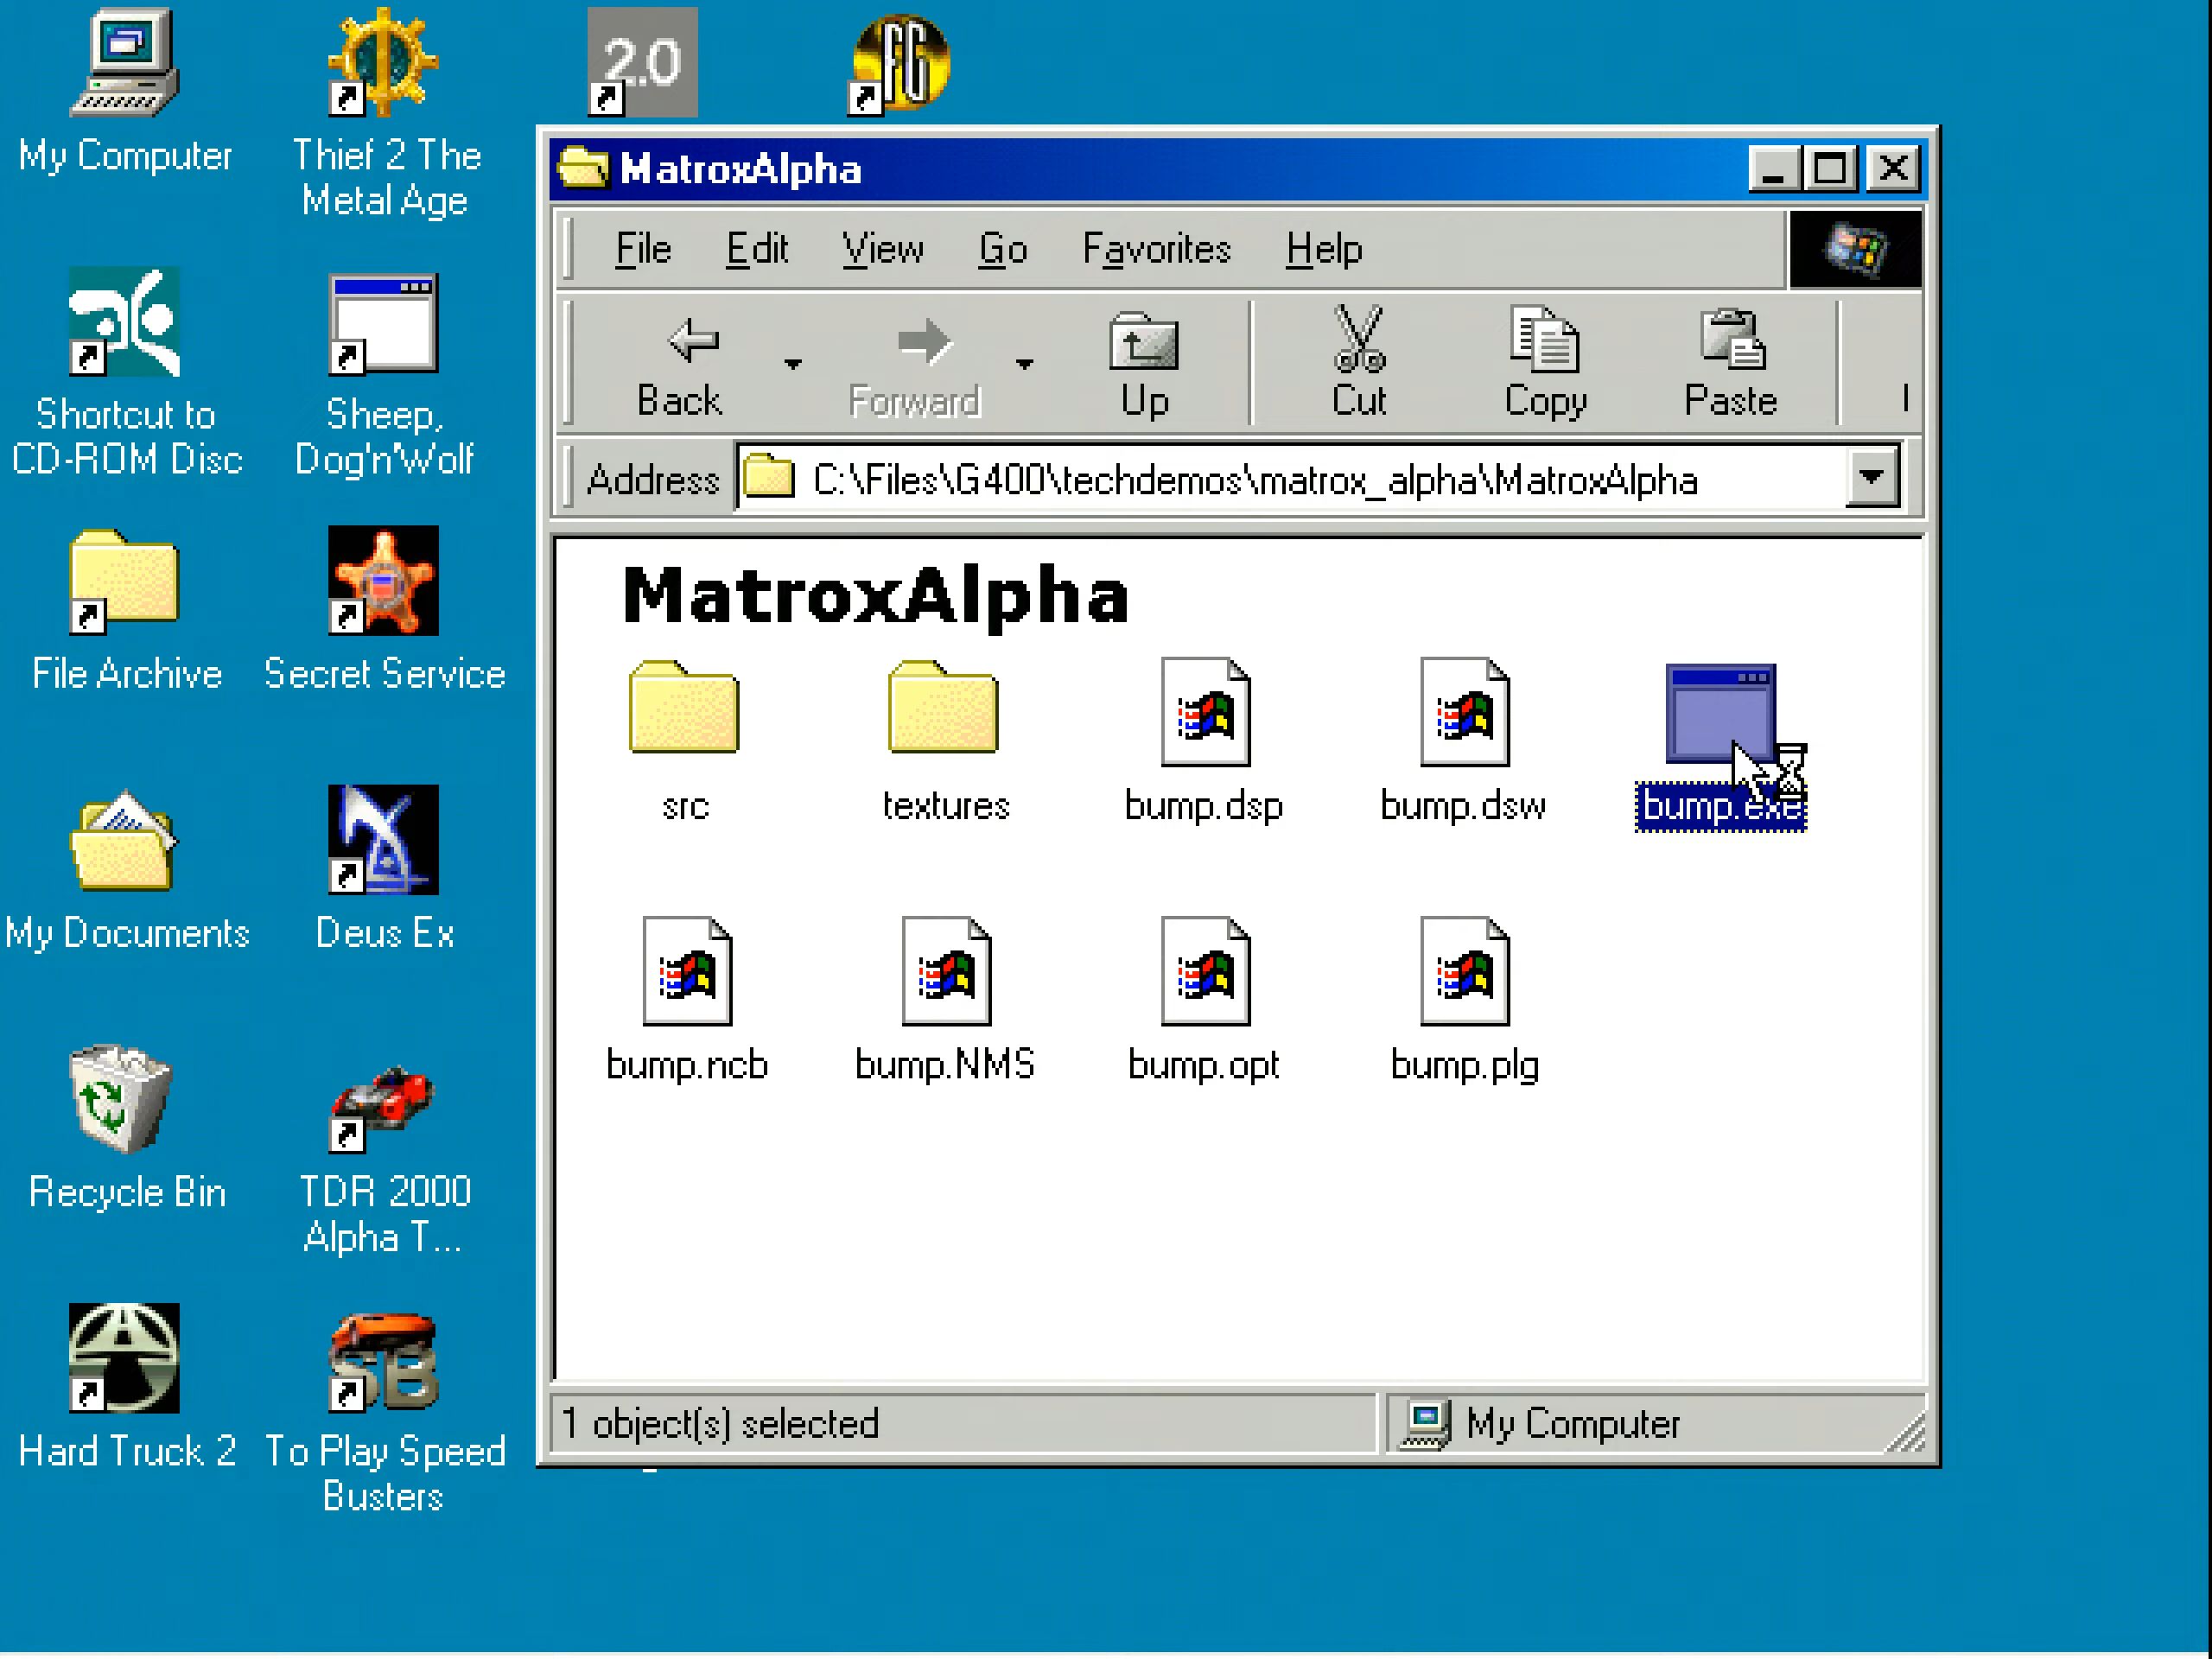 2.0
FG
My Computer
Thief 2 The
Metal Age
Shortcut to
CD-ROM Disc
Sheep,
Dog'n'Wolf
File Archive
Secret Service
My Documents
Deus Ex
Recycle Bin
TDR 2000
Alpha T...
SB
Hard Truck 2
To Play Speed
Busters
MatroxAlpha
File Edit View Go Favorites Help
Back Forward Up Cut Copy Paste
Address C:\Files\G400\techdemos\matrox_alpha\MatroxAlpha
MatroxAlpha
src textures bump.dsp bump.dsw bump.exe
bump.ncb bump.NMS bump.opt bump.plg
1 object(s) selected My Computer